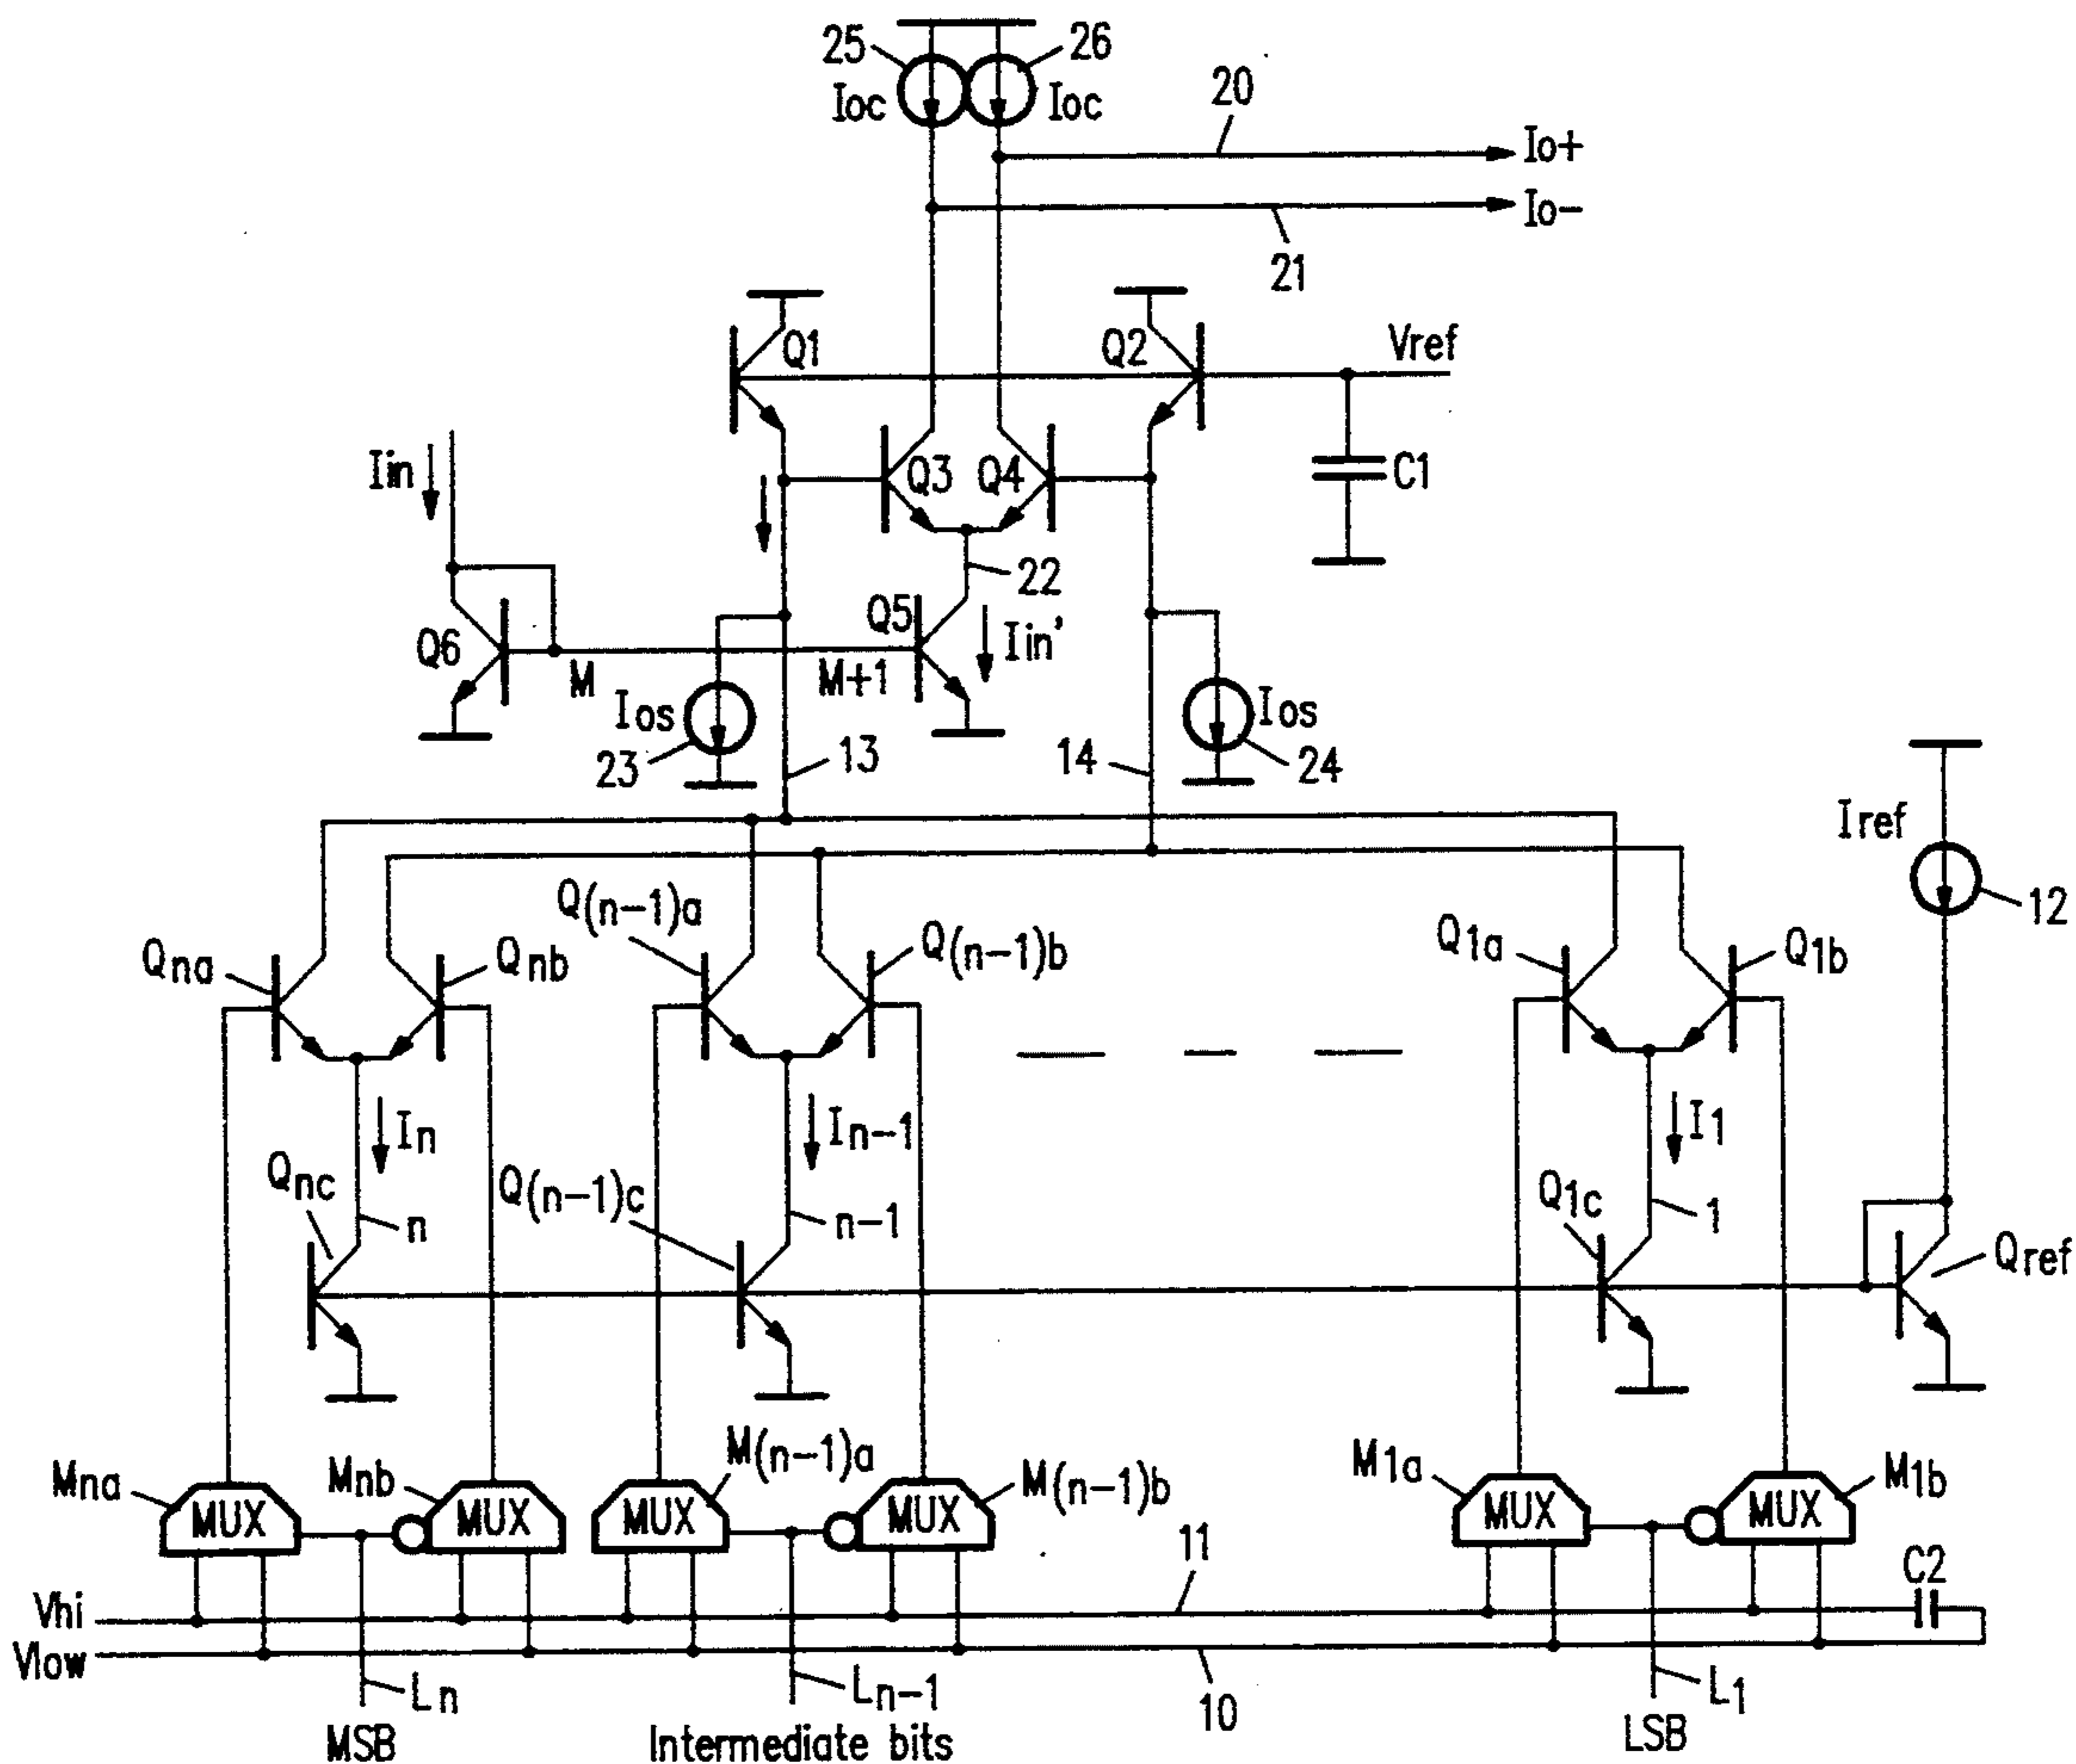 25
26
Ioc
Ioc
20
Io+
Io-
21
Q1
Q2
Vref
Iin
Q3
Q4
C1
22
Q6
Q5
Iin'
M
M+1
Ios
Ios
23
13
14
24
Iref
12
Q(n-1)a
Qna
Qnb
Q(n-1)b
Q1a
Q1b
In
In-1
I1
Qnc
Q(n-1)c
Q1c
n
n-1
1
Qref
Mna
Mnb
M(n-1)a
M(n-1)b
M1a
M1b
MUX
MUX
MUX
MUX
MUX
MUX
11
C2
Vhi
Vlow
Ln
Ln-1
10
L1
MSB
Intermediate bits
LSB